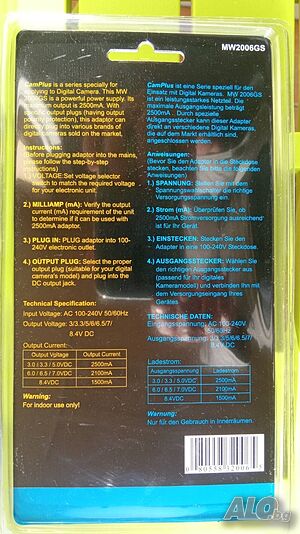 MW2006GS
CamPlus is a series specially for
applying to Digital Camera. This MW
2006GS is a powerful power supply. Its
maximum output is 2500mA. With
specific output plugs (having output
polarity protection), this adaptor can
directly plug into various brands of
digital cameras sold on the market.
Instructions:
(Before plugging adaptor into the mains,
please follow the step-by-step
instructions)
1.) VOLTAGE:Set voltage selector
switch to match the required voltage
for your electronic unit.
2.) MILLIAMP (mA): Verify the output
current (mA) requirement of the unit
to determine if it can be used with
2500mA adaptor.
3.) PLUG IN: PLUG adaptor into 100-
240V electronic outlet.
4.) OUTPUT PLUG: Select the proper
output plug (suitable for your digital
camera's model) and plug into the
DC output jack.
Technical Specification:
Input Voltage: AC 100-240V 50/60Hz
Output Voltage: 3/3.3/5/6/6.5/7/
8.4V DC
Output Current:
Output Vpltage Output Current
3.0 /3.3/ 5.0VDC 2500mA
6.0 / 6.5 / 7.0VDC 2100mA
8.4VDC 1500mA
Warning:
For indoor use only!
CamPlus ist eine Serie speziell für den
Einsatz mit Digital Kameras. MW 2006GS
ist ein leistungsstarkes Netzteil. Die
maximale Ausgangsleistung beträgt
2500mA. Durch den Einsatz spezieller
Ausgangsstecker kann dieser Adapter
direkt an verschiedene Digital Kameras,
die auf dem Markt erhältlich sind,
angeschlossen werden
Anweisungen:
(Bevor Sie den Adapter in die Steckdose
stecken, beachten Sie bitte die folgenden
Anweisungen)
1.) SPANNUNG: Stellen Sie mit dem
Spannungswahlschalter die richtige
Versorgungsspannung ein.
2.) Strom (mA): Überprüfen Sie, ob
2500mA Stromversorgung ausreichend
ist für Ihr Gerät.
3.) EINSTECKEN: Stecken Sie den
Adapter in eine 100-240V Steckdose.
4.) AUSGANGSSTECKER: Wählen Sie
den richtigen Ausgangsstecker aus
(passend für Ihr digitales
Kameramodell) und verbinden Ihn mit
dem Versorgungseingang Ihres
Gerätes
TECHNISCHE DATEN:
Eingangsspannung: AC 100-240V
50/60Hz
Ausgangsspannung: 3/3.3/5/6/6.5/7/
8.4V DC
Ladestrom:
Ausgangsspannung Ladestrom
3.0 / 3.3 / 5.0VDC 2500mA
6.0 / 6.5 / 7.0VDC 2100mA
8.4VDC 1500mA
Warnung:
Nur für den Gebrauch in Innerräumen.
ALO.bg